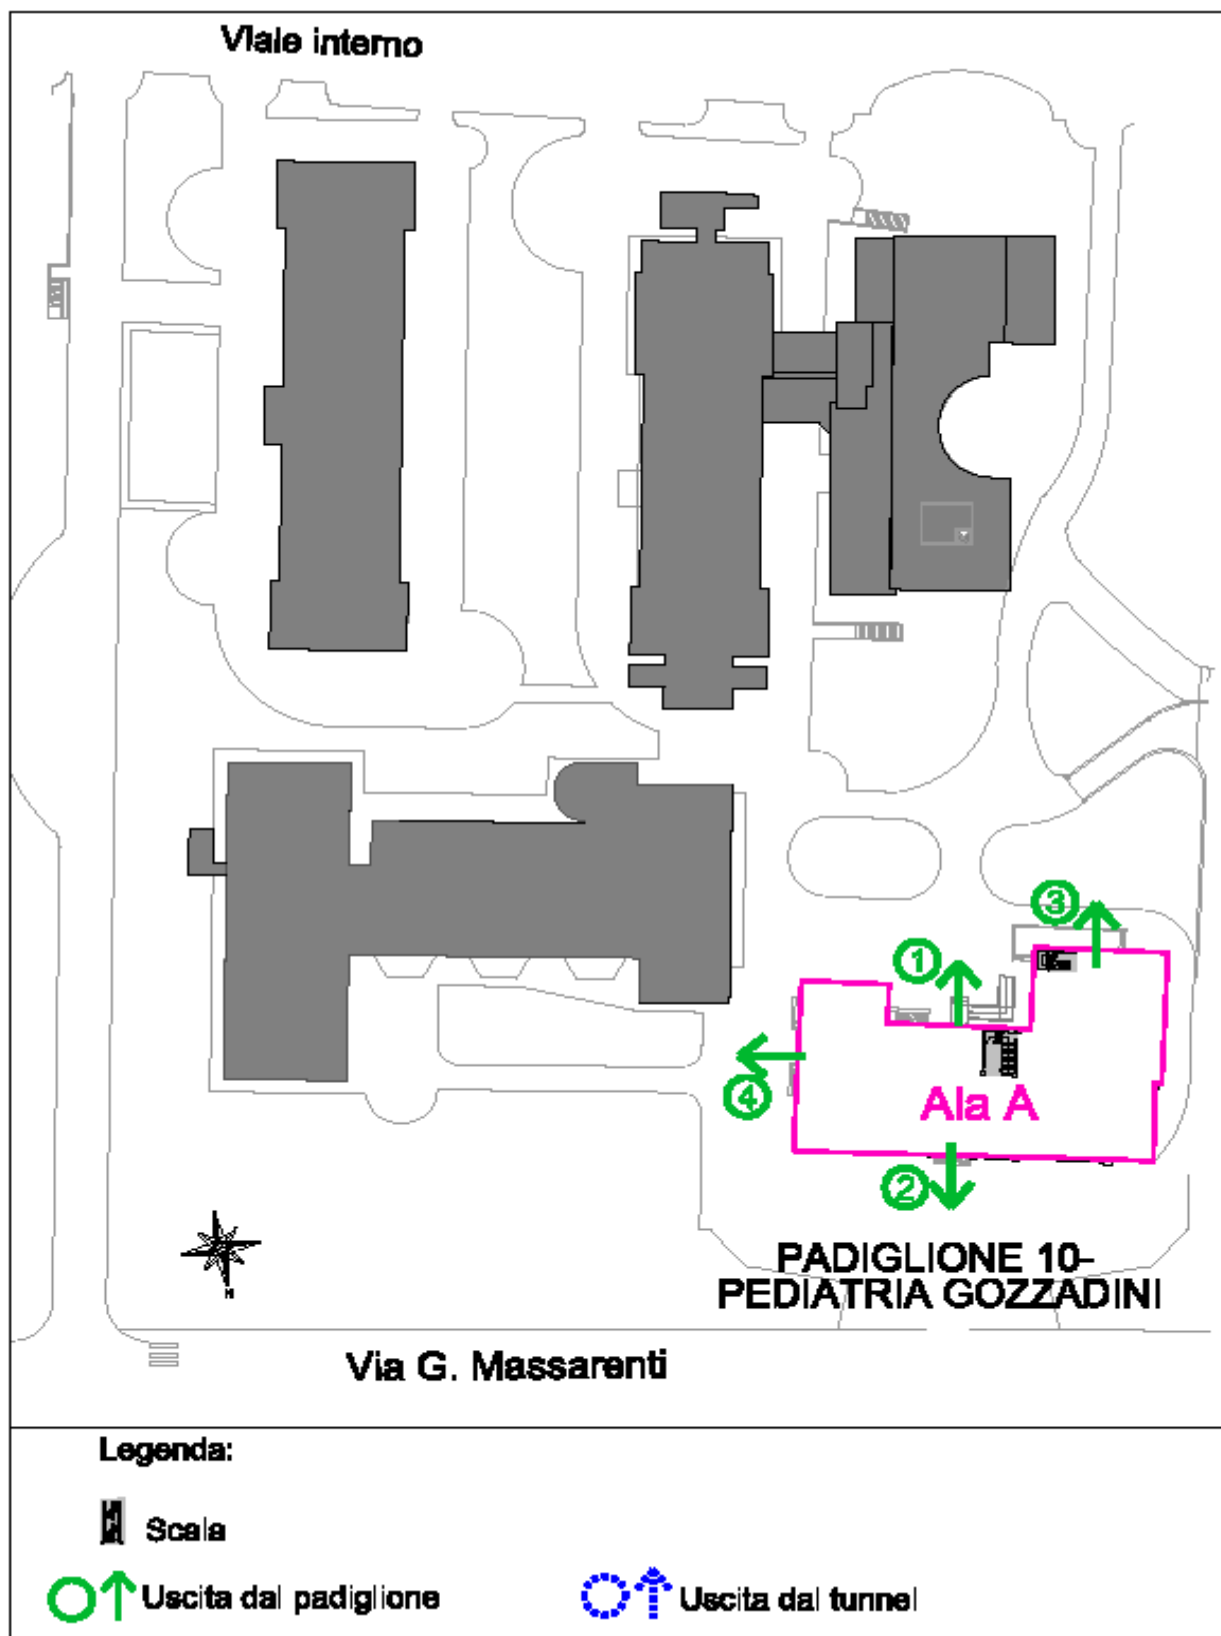 Viale interno
3
1
4
Ala A
2
PADIGLIONE 10-
PEDIATRIA GOZZADINI
N
Via G. Massarenti
Legenda:
Scala
Uscita dal padiglione
Uscita dal tunnel